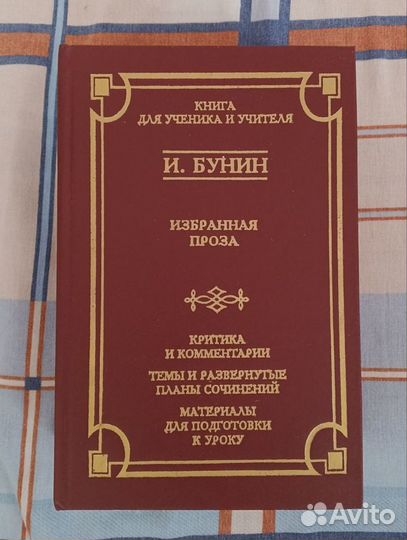 КНИГА
ДЛЯ УЧЕНИКА И УЧИТЕЛЯ
И. БУНИН
ИЗБРАННАЯ
ПРОЗА
КРИТИКА
И КОММЕНТАРИИ
ТЕМЫ И РАЗВЕРНУТЫЕ
ПЛАНЫ СОЧИНЕНИЙ
МАТЕРИАЛЫ
ДЛЯ ПОДГОТОВКИ
К УРОКУ
Avito